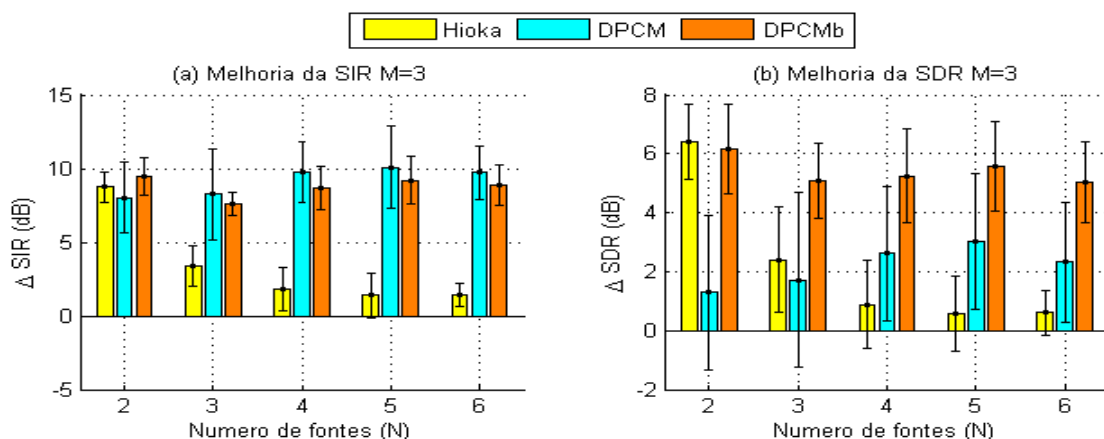 Hioka DPCM DPCMb
(a) Melhoria da SIR M=3
15
10
5
0
-5
Δ SIR (dB)
2 3 4 5 6
Numero de fontes (N)
(b) Melhoria da SDR M=3
8
6
4
2
0
-2
Δ SDR (dB)
2 3 4 5 6
Numero de fontes (N)